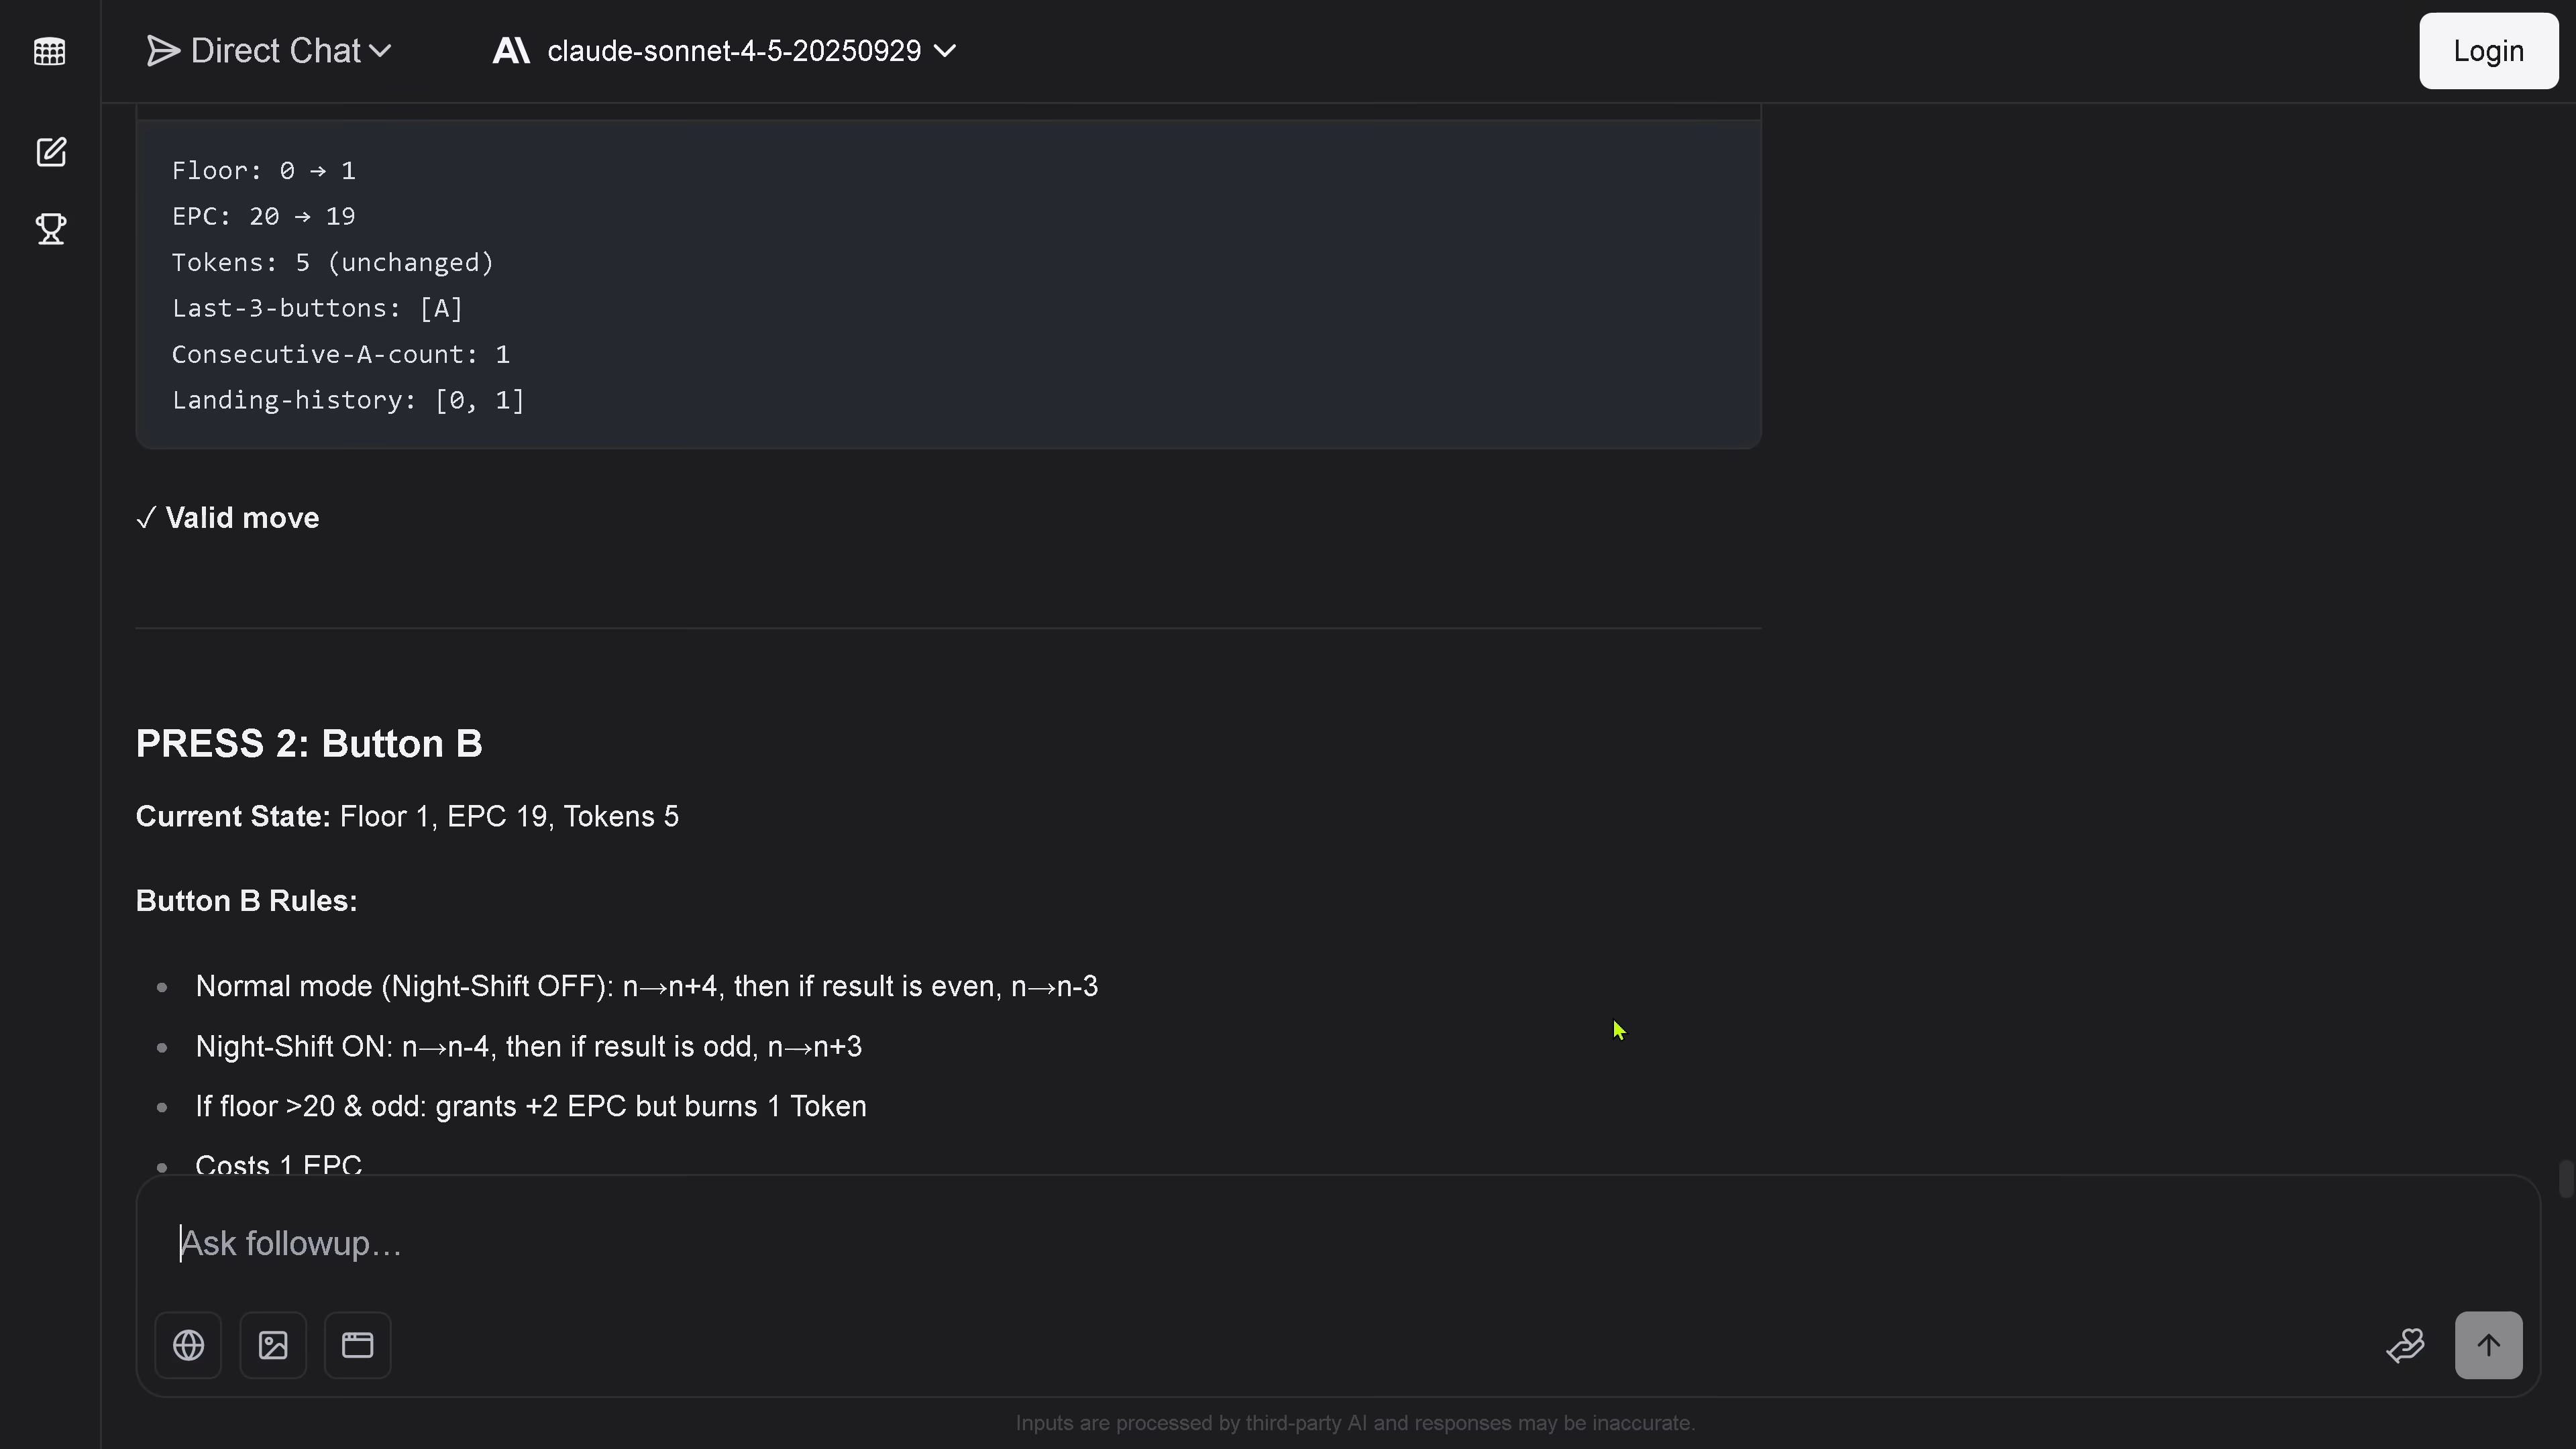 Direct Chat
claude-sonnet-4-5-20250929
Login
Floor: 0 → 1
EPC: 20 → 19
Tokens: 5 (unchanged)
Last-3-buttons: [A]
Consecutive-A-count: 1
Landing-history: [0, 1]
✓ Valid move
PRESS 2: Button B
Current State: Floor 1, EPC 19, Tokens 5
Button B Rules:
• Normal mode (Night-Shift OFF): n→n+4, then if result is even, n→n-3
• Night-Shift ON: n→n-4, then if result is odd, n→n+3
• If floor >20 & odd: grants +2 EPC but burns 1 Token
• Costs 1 EPC
Ask followup…
Inputs are processed by third-party AI and responses may be inaccurate.